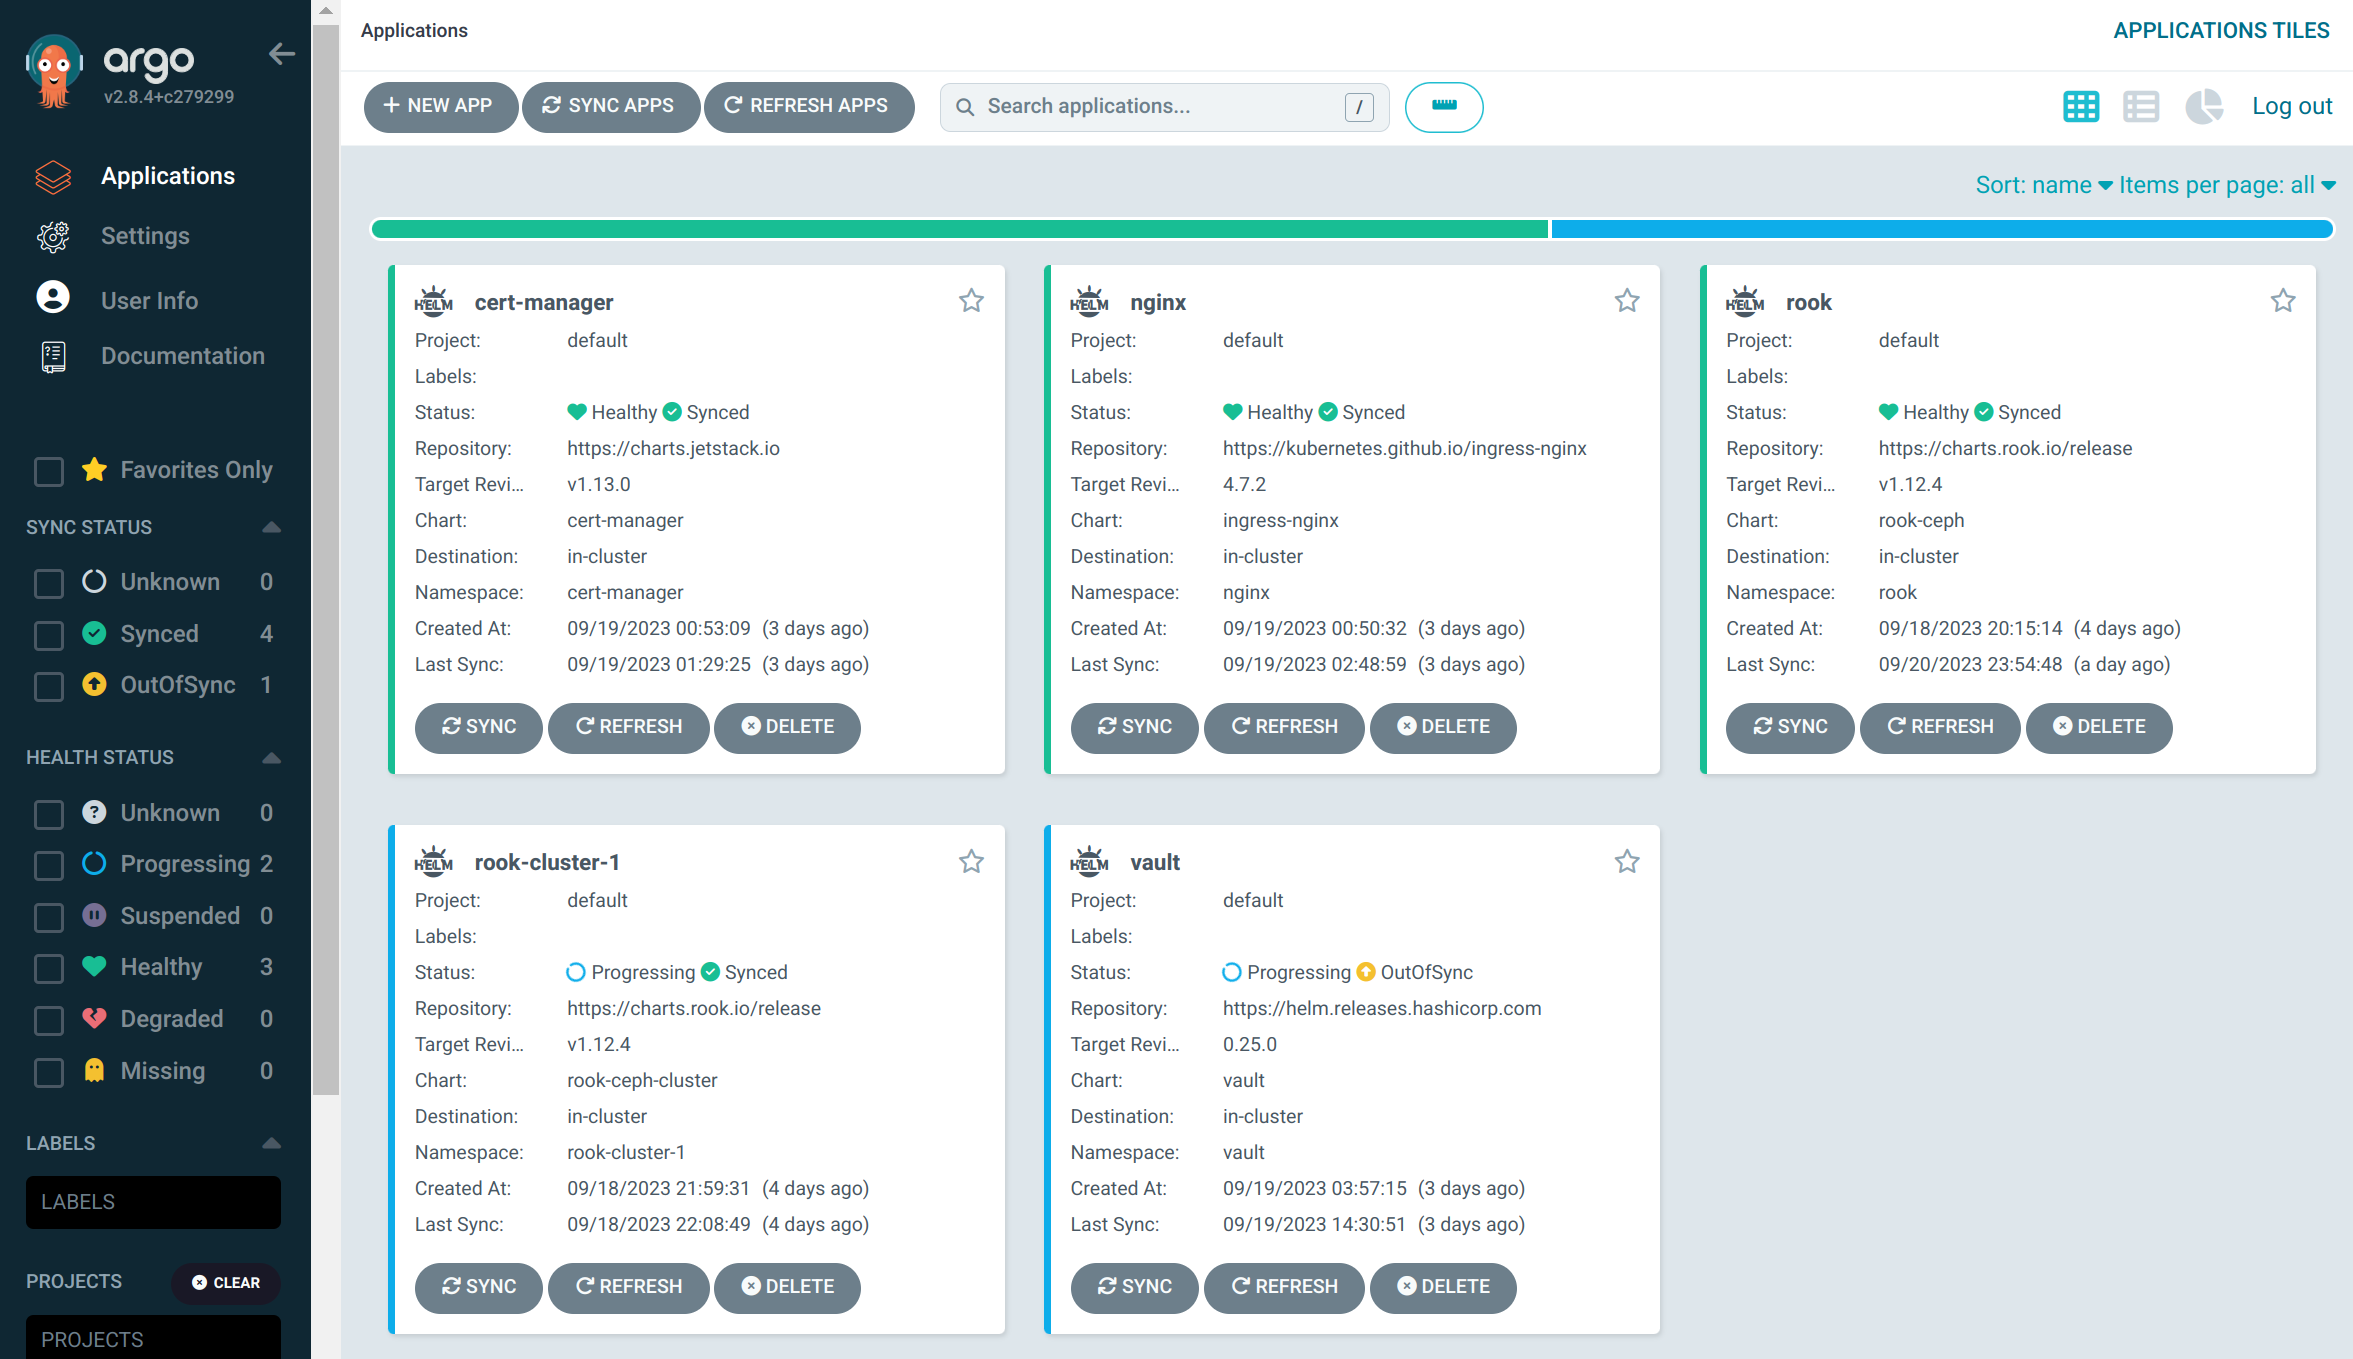 argo
v2.8.4+c279299
Applications
Settings
User Info
Documentation
Favorites Only
SYNC STATUS
Unknown 0
Synced 4
OutOfSync 1
HEALTH STATUS
Unknown 0
Progressing 2
Suspended 0
Healthy 3
Degraded 0
Missing 0
LABELS
LABELS
PROJECTS CLEAR
PROJECTS
Applications APPLICATIONS TILES
+ NEW APP SYNC APPS REFRESH APPS Search applications... / Log out
Sort: name Items per page: all
HELM cert-manager
Project: default
Labels:
Status: Healthy Synced
Repository: https://charts.jetstack.io
Target Revi... v1.13.0
Chart: cert-manager
Destination: in-cluster
Namespace: cert-manager
Created At: 09/19/2023 00:53:09 (3 days ago)
Last Sync: 09/19/2023 01:29:25 (3 days ago)
SYNC REFRESH DELETE
HELM nginx
Project: default
Labels:
Status: Healthy Synced
Repository: https://kubernetes.github.io/ingress-nginx
Target Revi... 4.7.2
Chart: ingress-nginx
Destination: in-cluster
Namespace: nginx
Created At: 09/19/2023 00:50:32 (3 days ago)
Last Sync: 09/19/2023 02:48:59 (3 days ago)
SYNC REFRESH DELETE
HELM rook
Project: default
Labels:
Status: Healthy Synced
Repository: https://charts.rook.io/release
Target Revi... v1.12.4
Chart: rook-ceph
Destination: in-cluster
Namespace: rook
Created At: 09/18/2023 20:15:14 (4 days ago)
Last Sync: 09/20/2023 23:54:48 (a day ago)
SYNC REFRESH DELETE
HELM rook-cluster-1
Project: default
Labels:
Status: Progressing Synced
Repository: https://charts.rook.io/release
Target Revi... v1.12.4
Chart: rook-ceph-cluster
Destination: in-cluster
Namespace: rook-cluster-1
Created At: 09/18/2023 21:59:31 (4 days ago)
Last Sync: 09/18/2023 22:08:49 (4 days ago)
SYNC REFRESH DELETE
HELM vault
Project: default
Labels:
Status: Progressing OutOfSync
Repository: https://helm.releases.hashicorp.com
Target Revi... 0.25.0
Chart: vault
Destination: in-cluster
Namespace: vault
Created At: 09/19/2023 03:57:15 (3 days ago)
Last Sync: 09/19/2023 14:30:51 (3 days ago)
SYNC REFRESH DELETE